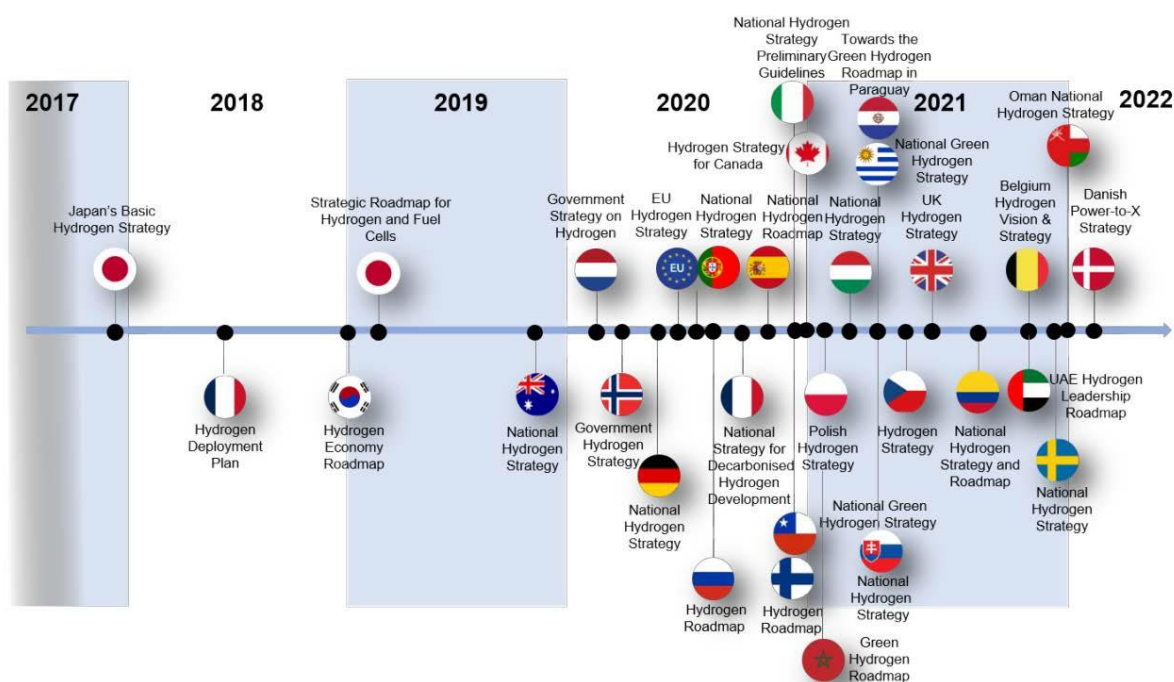 2017
2018
2019
2020
2021
2022
National Hydrogen
Strategy
Preliminary
Guidelines
Towards the
Green Hydrogen
Roadmap in
Paraguay
Oman National
Hydrogen Strategy
Hydrogen Strategy
for Canada
National Green
Hydrogen
Strategy
Japan's Basic
Hydrogen Strategy
Strategic Roadmap for
Hydrogen and Fuel
Cells
Government
Strategy on
Hydrogen
EU
Hydrogen
Strategy
National
Hydrogen Strategy
National
Hydrogen
Roadmap
National
Hydrogen
Strategy
UK
Hydrogen
Strategy
Belgium
Hydrogen
Vision &
Strategy
Danish
Power-to-X
Strategy
EU
Hydrogen
Deployment
Plan
Hydrogen
Economy
Roadmap
National
Hydrogen Strategy
Government
Hydrogen
Strategy
National
Hydrogen
Strategy
National
Strategy for
Decarbonised
Hydrogen
Development
Polish
Hydrogen
Strategy
Hydrogen
Strategy
National
Hydrogen
Strategy and
Roadmap
UAE Hydrogen
Leadership
Roadmap
National
Hydrogen
Strategy
National Green
Hydrogen Strategy
National
Hydrogen
Strategy
Hydrogen
Roadmap
Hydrogen
Roadmap
Green
Hydrogen
Roadmap